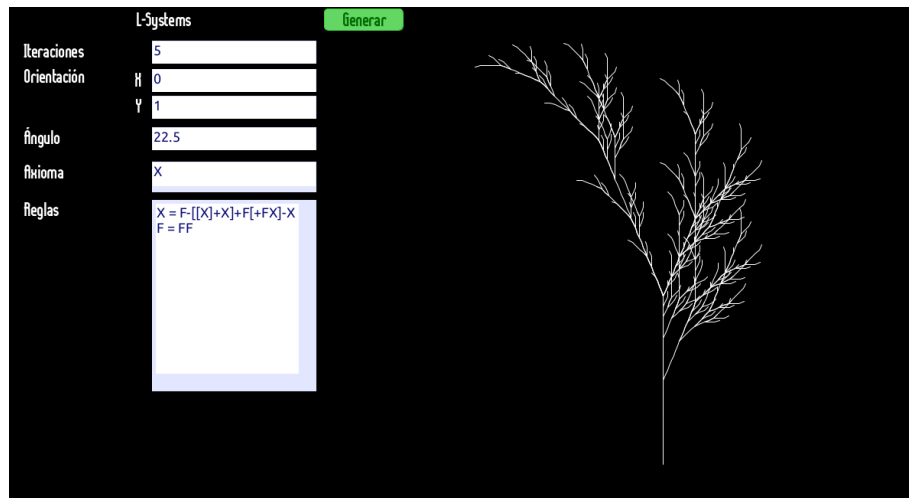 L-Systems
Generar
Iteraciones 5
Orientación X 0
Y 1
Ángulo 22.5
Axioma X
Reglas X = F-[[X]+X]+F[+FX]-X
F = FF